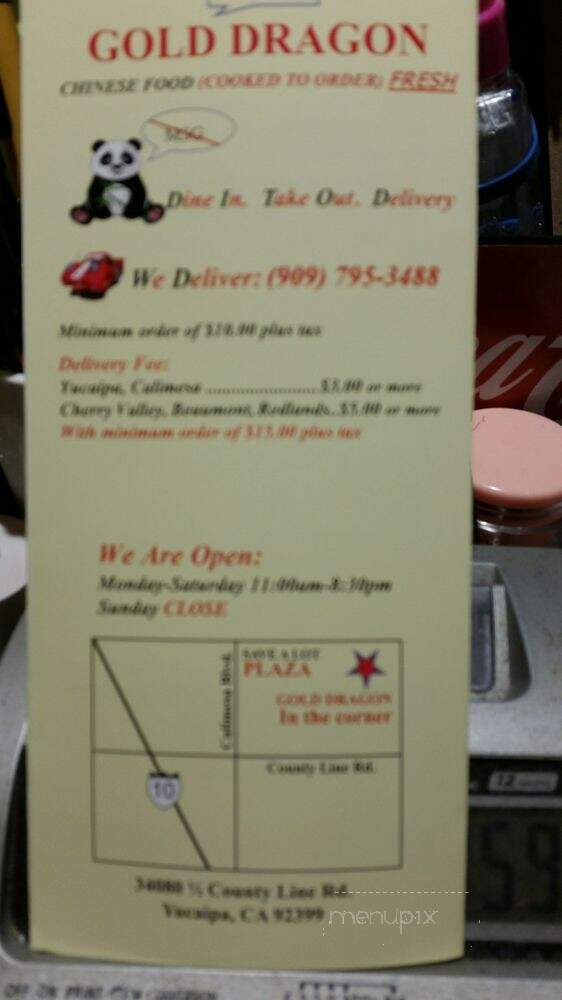 GOLD DRAGON
CHINESE FOOD (COOKED TO ORDER) FRESH
MSG
Dine In. Take Out. Delivery
We Deliver: (909) 795-3488
Minimum order of $10.00 plus tax
Delivery Fee:
Yucaipa, Calimesa ......................... $3.00 or more
Cherry Valley, Beaumont, Redlands..$5.00 or more
With minimum order of $15.00 plus tax
We Are Open:
Monday-Saturday 11:00am-8:30pm
Sunday CLOSE
SAVE A LOT
PLAZA
GOLD DRAGON
In the corner
Calimesa Blvd.
County Line Rd.
10
34080 ½ County Line Rd.
Yucaipa, CA 92399
menupix
12
59